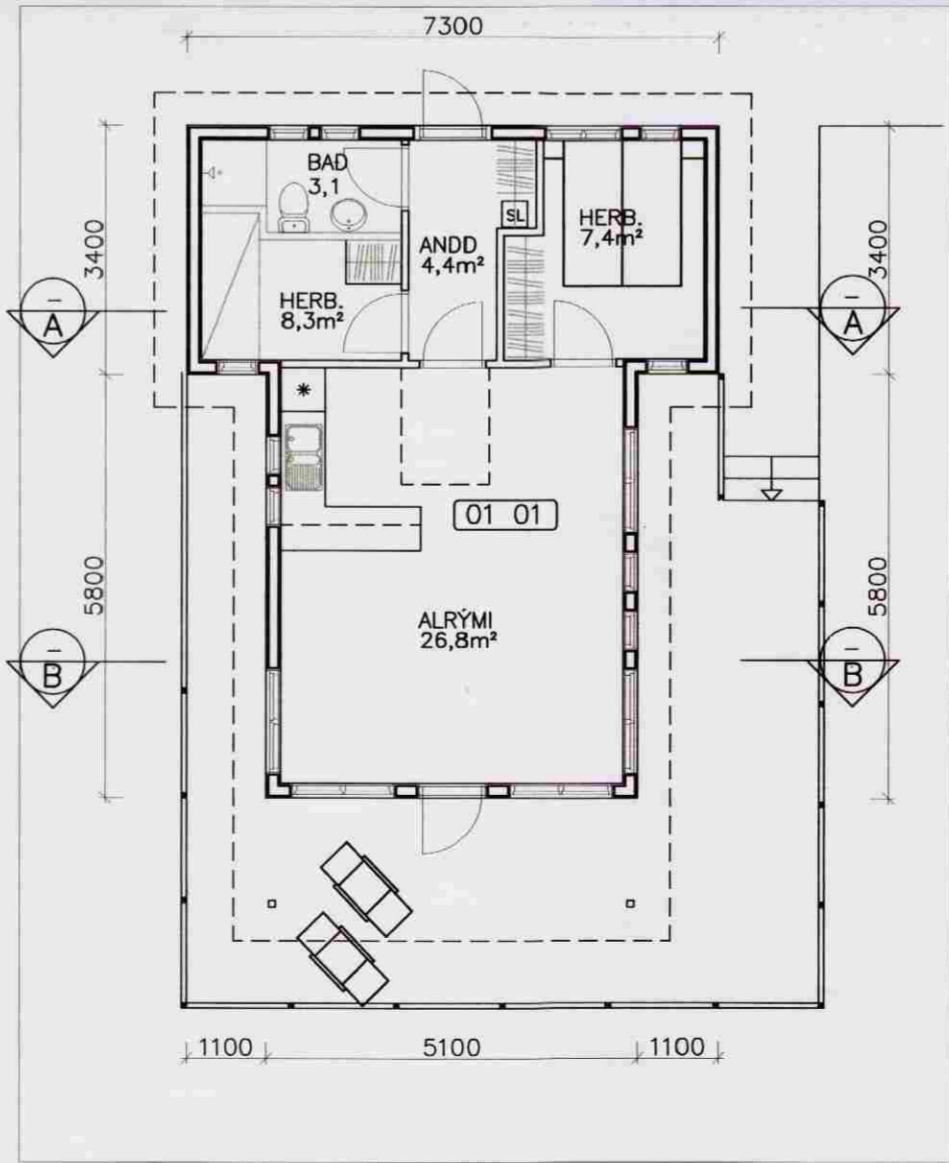 7300
BAÐ
3,1
SL
HERB.
7,4m²
ANDD
4,4m²
3400
3400
HERB.
8,3m²
–
A
–
A
01 01
5800
5800
ALRÝMI
26,8m²
–
B
–
B
1100
5100
1100